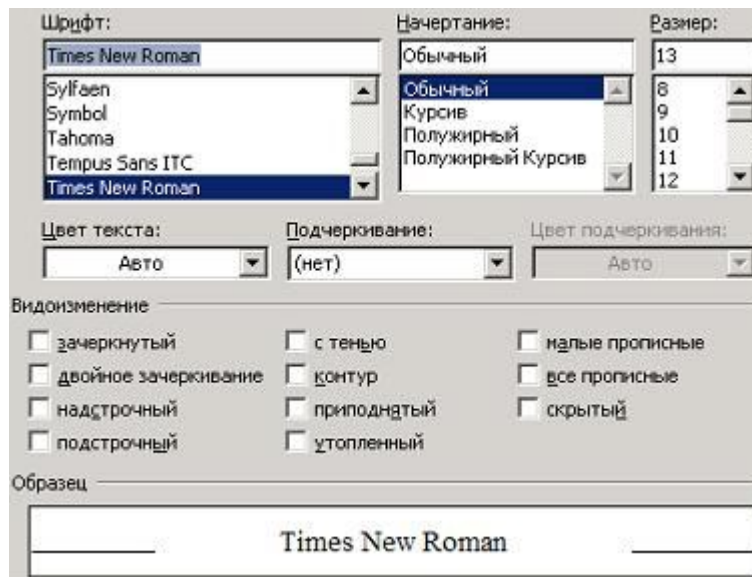 Шрифт: Начертание: Размер:
Times New Roman Обычный 13
Sylfaen Обычный 8
Symbol Курсив 9
Tahoma Полужирный 10
Tempus Sans ITC Полужирный Курсив 11
Times New Roman 12
Цвет текста: Подчеркивание: Цвет подчеркивания:
Авто (нет) Авто
Видоизменение
зачеркнутый с тенью малые прописные
двойное зачеркивание контур все прописные
надстрочный приподнятый скрытый
подстрочный утопленный
Образец
Times New Roman